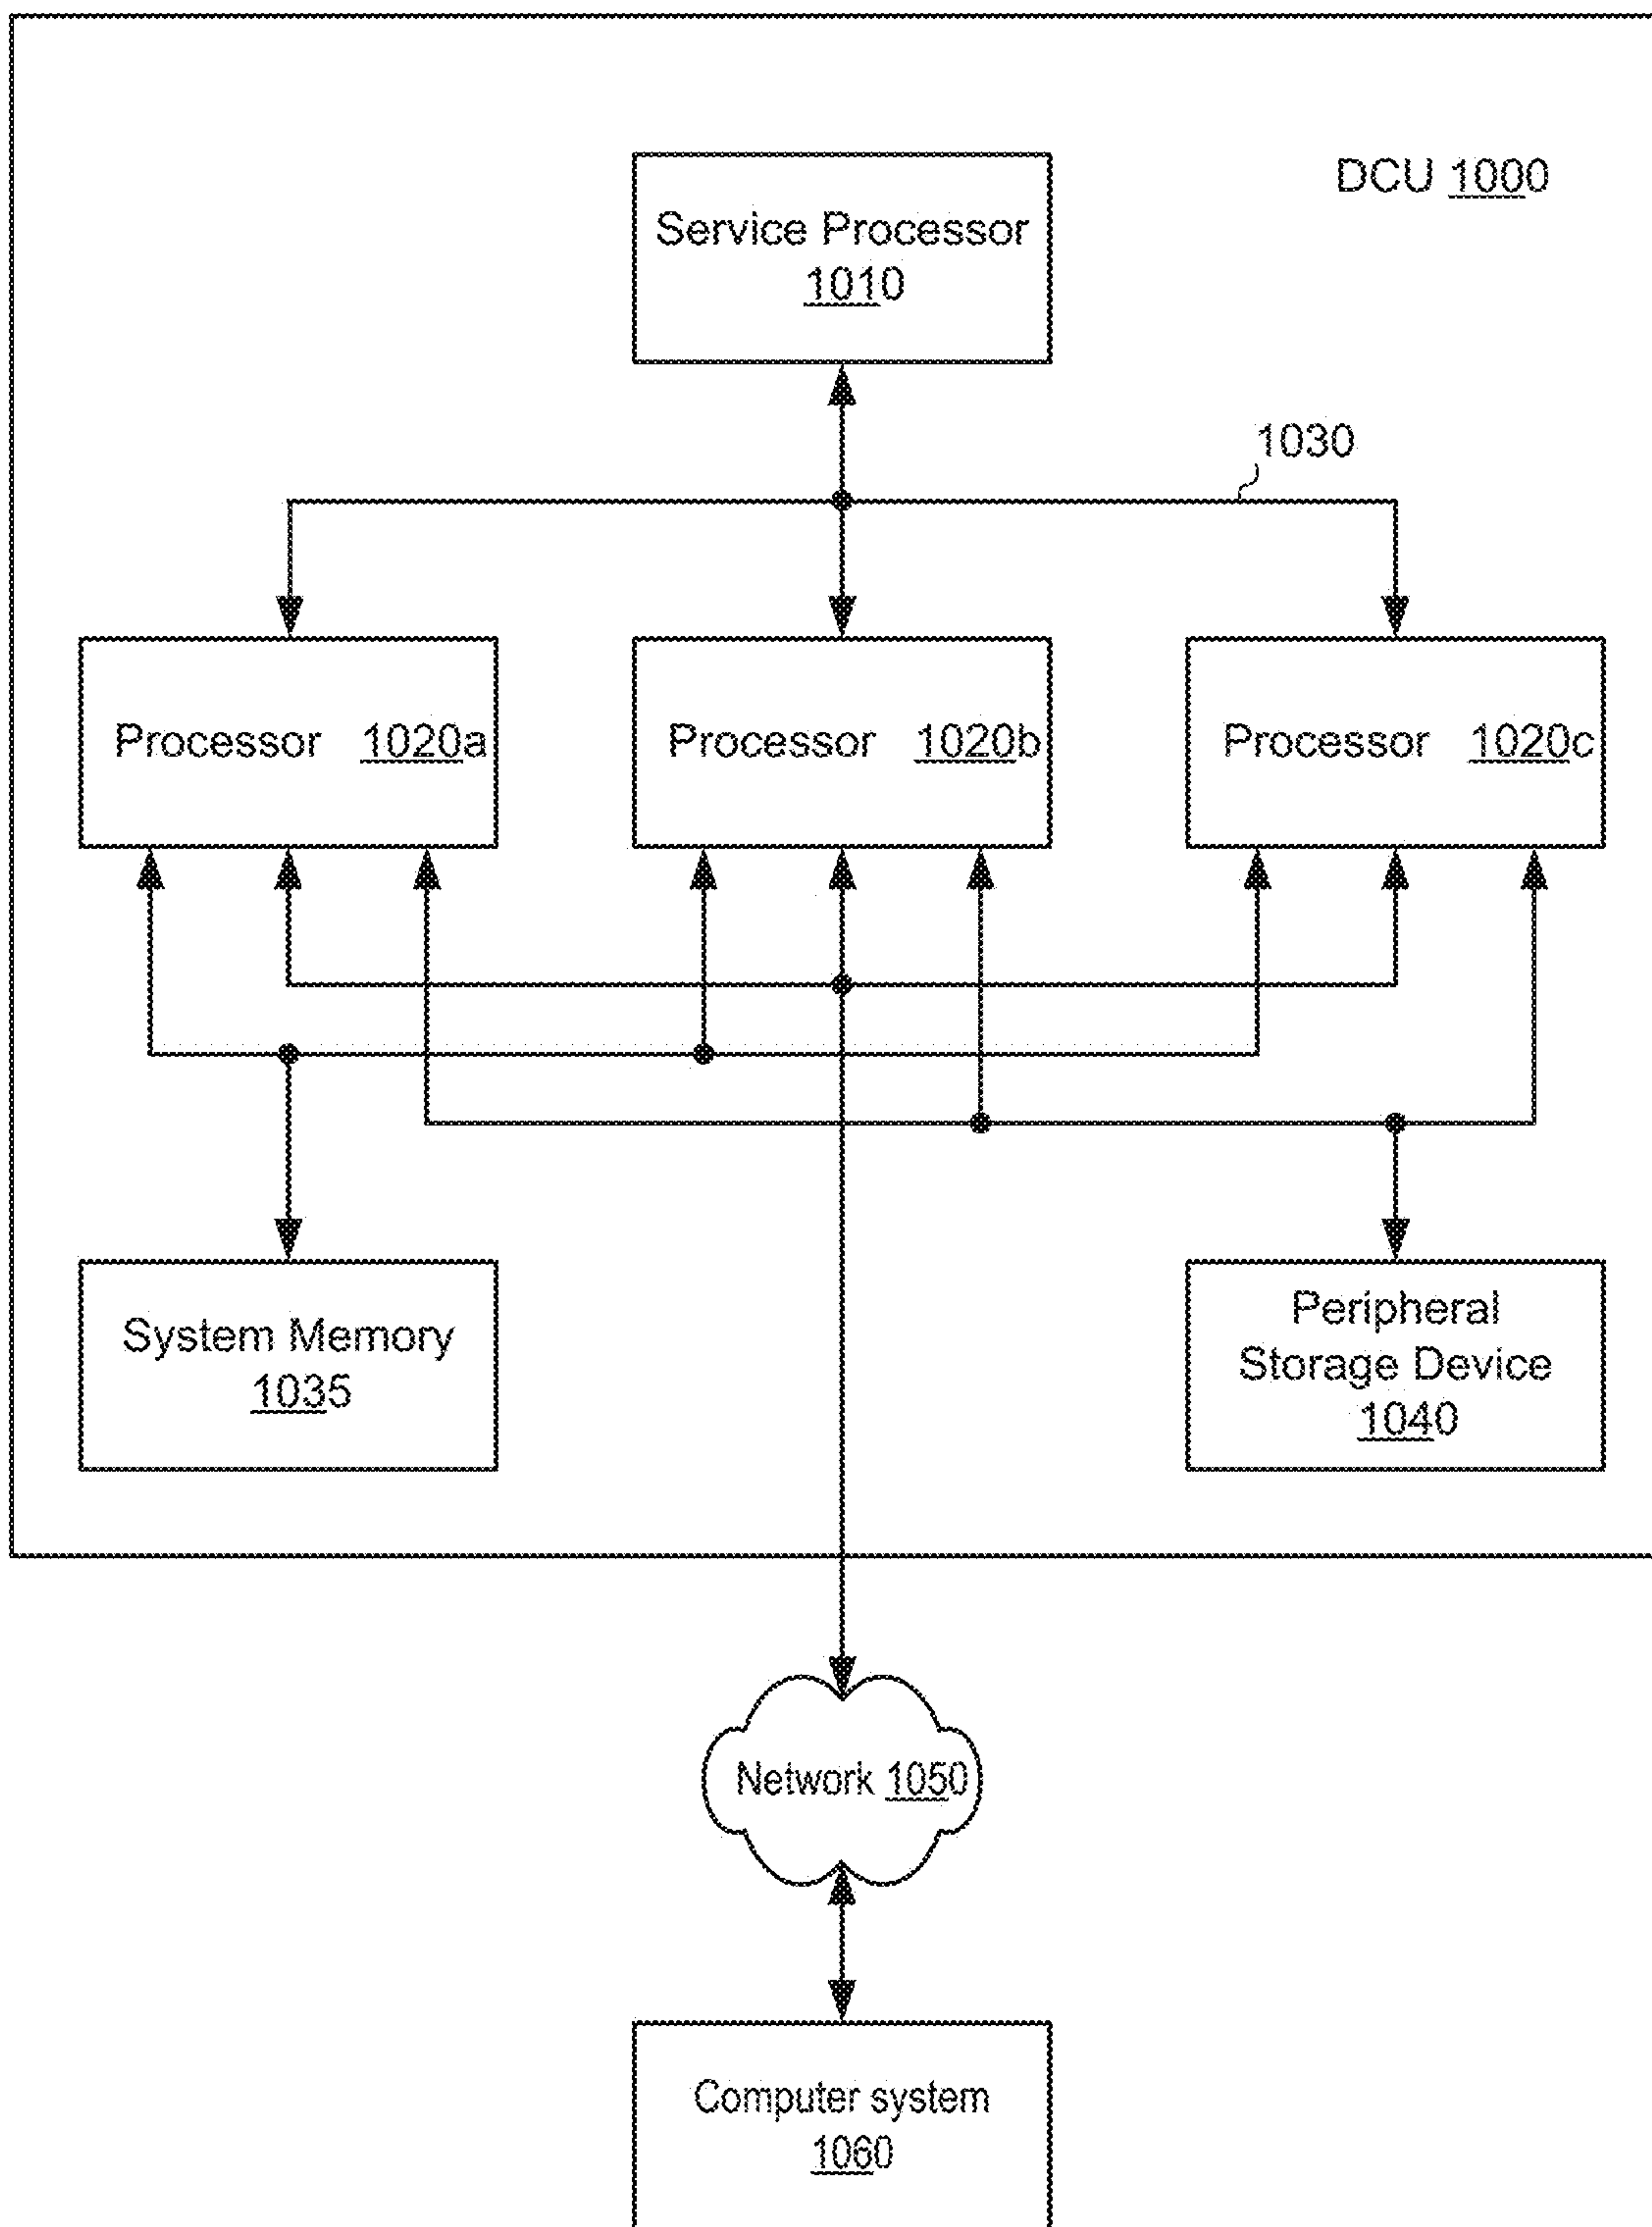 DCU 1000
Service Processor
1010
1030
Processor 1020a
Processor 1020b
Processor 1020c
System Memory
1035
Peripheral
Storage Device
1040
Network 1050
Computer system
1060